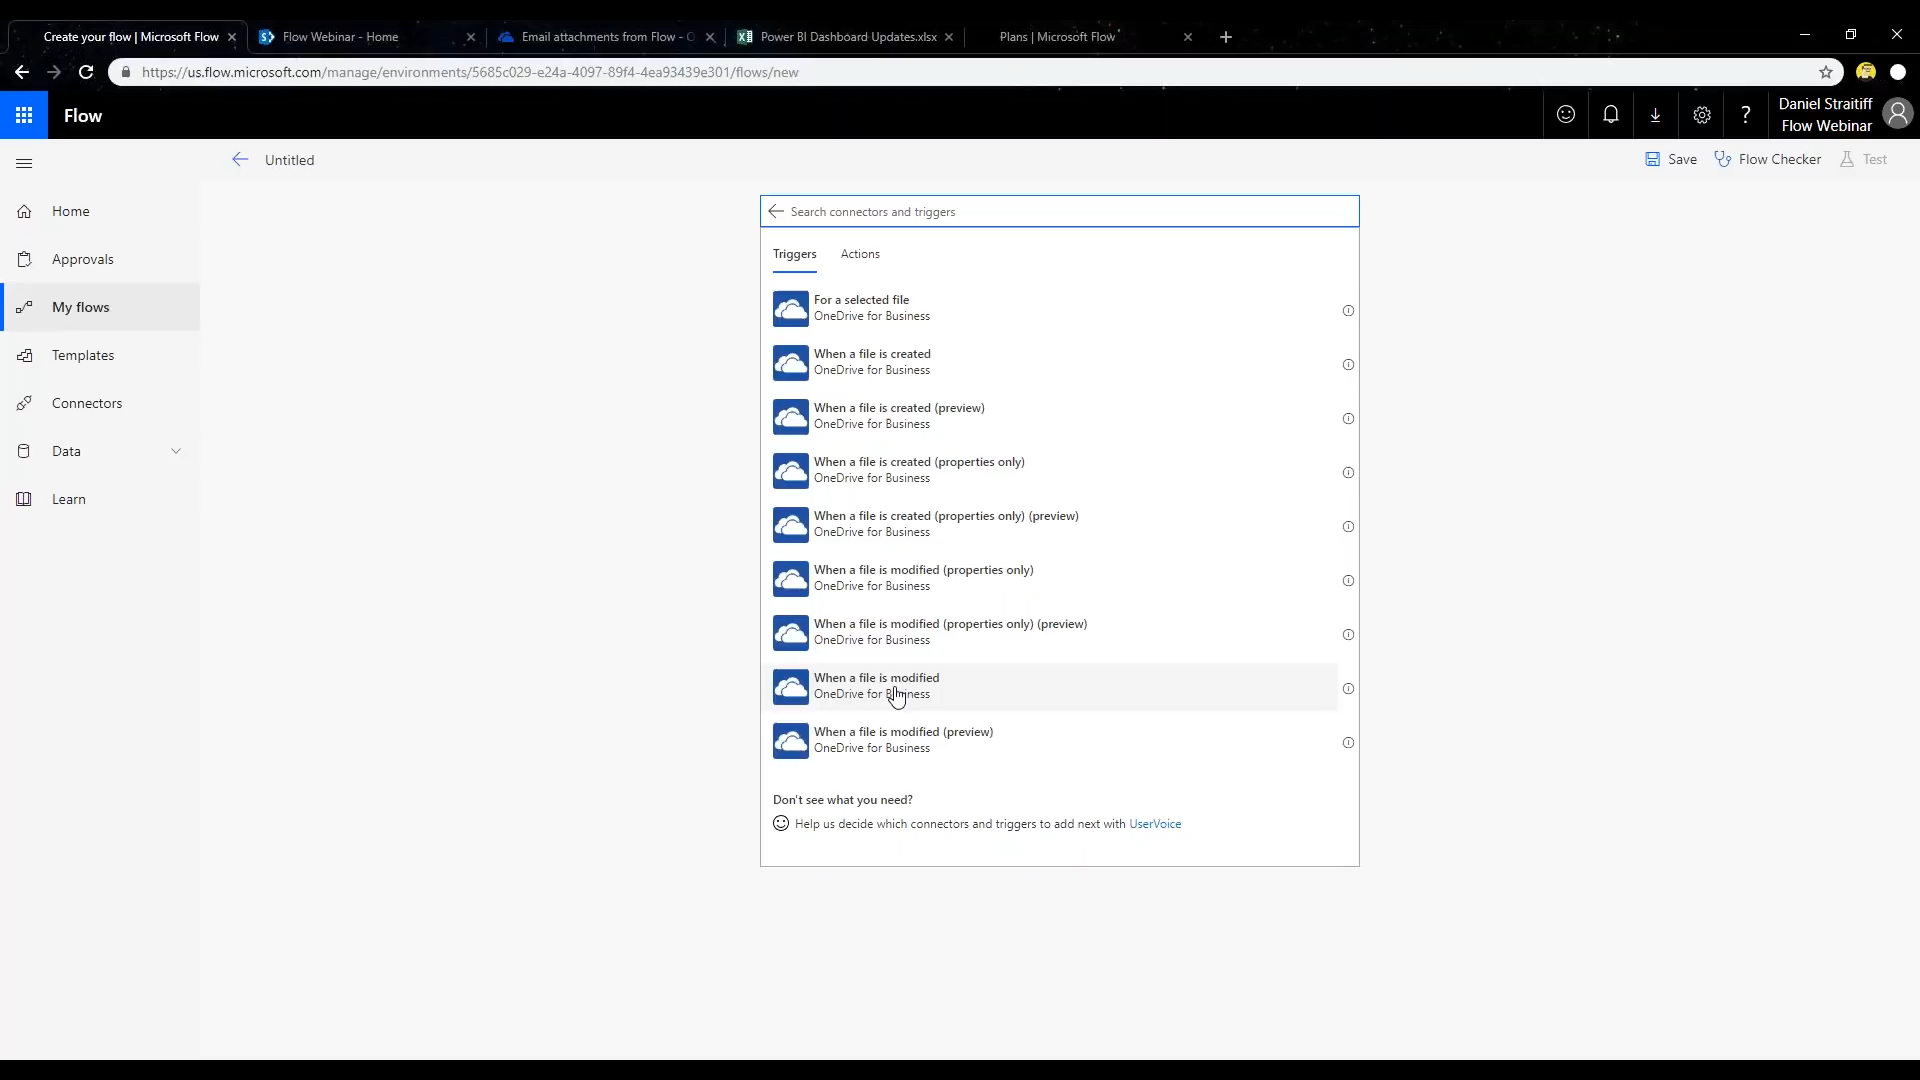 Create your flow | Microsoft Flow
Flow Webinar - Home
Email attachments from Flow - O
Power BI Dashboard Updates.xlsx
Plans | Microsoft Flow
https://us.flow.microsoft.com/manage/environments/5685c029-e24a-4097-89f4-4ea93439e301/flows/new
Flow
?
Daniel Straitiff
Flow Webinar
Untitled
Save
Flow Checker
Test
Home
Approvals
My flows
Templates
Connectors
Data
Learn
Search connectors and triggers
Triggers
Actions
For a selected file
OneDrive for Business
When a file is created
OneDrive for Business
When a file is created (preview)
OneDrive for Business
When a file is created (properties only)
OneDrive for Business
When a file is created (properties only) (preview)
OneDrive for Business
When a file is modified (properties only)
OneDrive for Business
When a file is modified (properties only) (preview)
OneDrive for Business
When a file is modified
OneDrive for Business
When a file is modified (preview)
OneDrive for Business
Don't see what you need?
Help us decide which connectors and triggers to add next with UserVoice